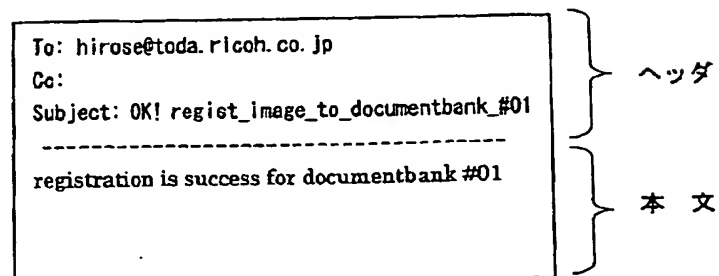 To: hirose@toda.ricoh.co.jp
Cc:
Subject: OK! regist_image_to_documentbank_#01
ヘッダ
registration is success for documentbank #01
本文